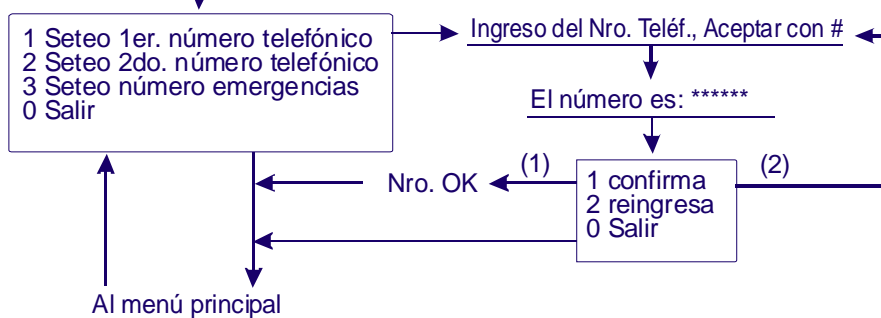 1 Seteo 1er. número telefónico
2 Seteo 2do. número telefónico
3 Seteo número emergencias
0 Salir
Ingreso del Nro. Teléf., Aceptar con #
El número es: ******
(1)
Nro. OK
1 confirma
2 reingresa
0 Salir
(2)
Al menú principal